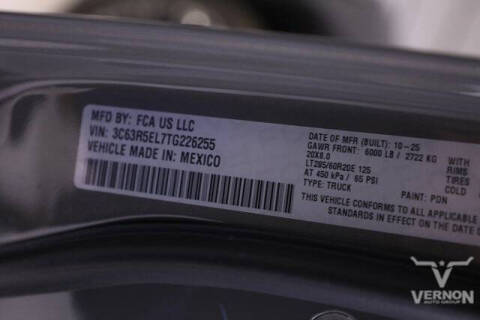 MFD BY: FCA US LLC
VIN: 3C63R5EL7TG226255
VEHICLE MADE IN: MEXICO
DATE OF MFR (BUILT): 10-25
GAWR FRONT: 6000 LB / 2722 KG
20X8.0
LT285/60R20E 125
AT 450 kPa / 65 PSI
TYPE: TRUCK
PAINT: PDN
WITH
RIMS
TIRES
COLD
THIS VEHICLE CONFORMS TO ALL APPLICABLE
STANDARDS IN EFFECT ON THE DATE O
VERNON
AUTO GROUP